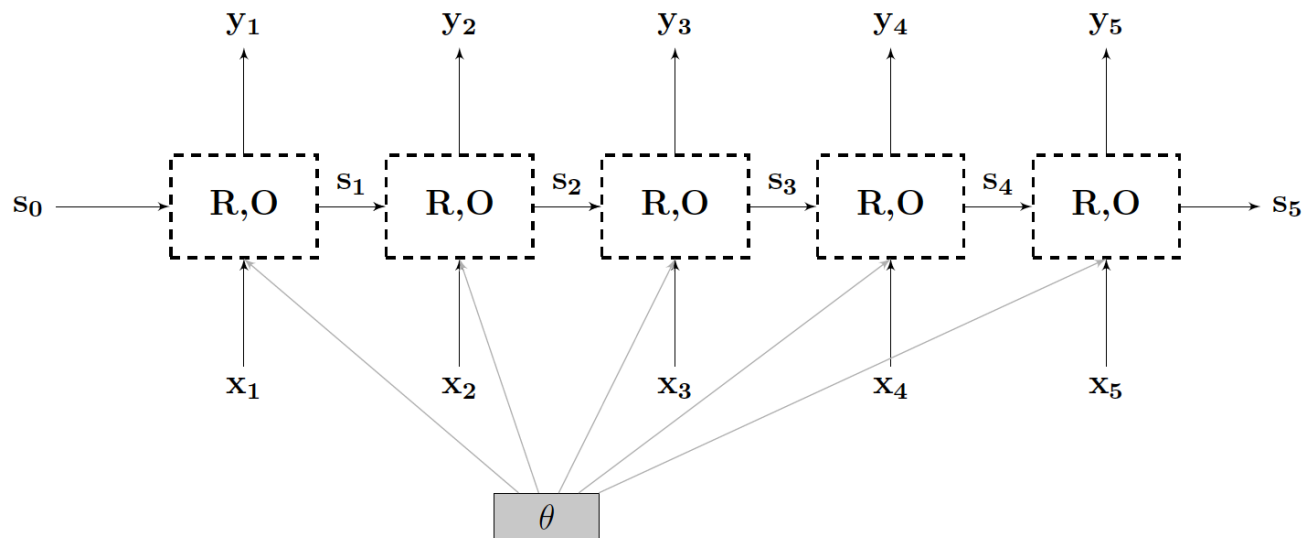 y₁ y₂ y₃ y₄ y₅
s₀ R,O s₁ R,O s₂ R,O s₃ R,O s₄ R,O s₅
x₁ x₂ x₃ x₄ x₅
θ